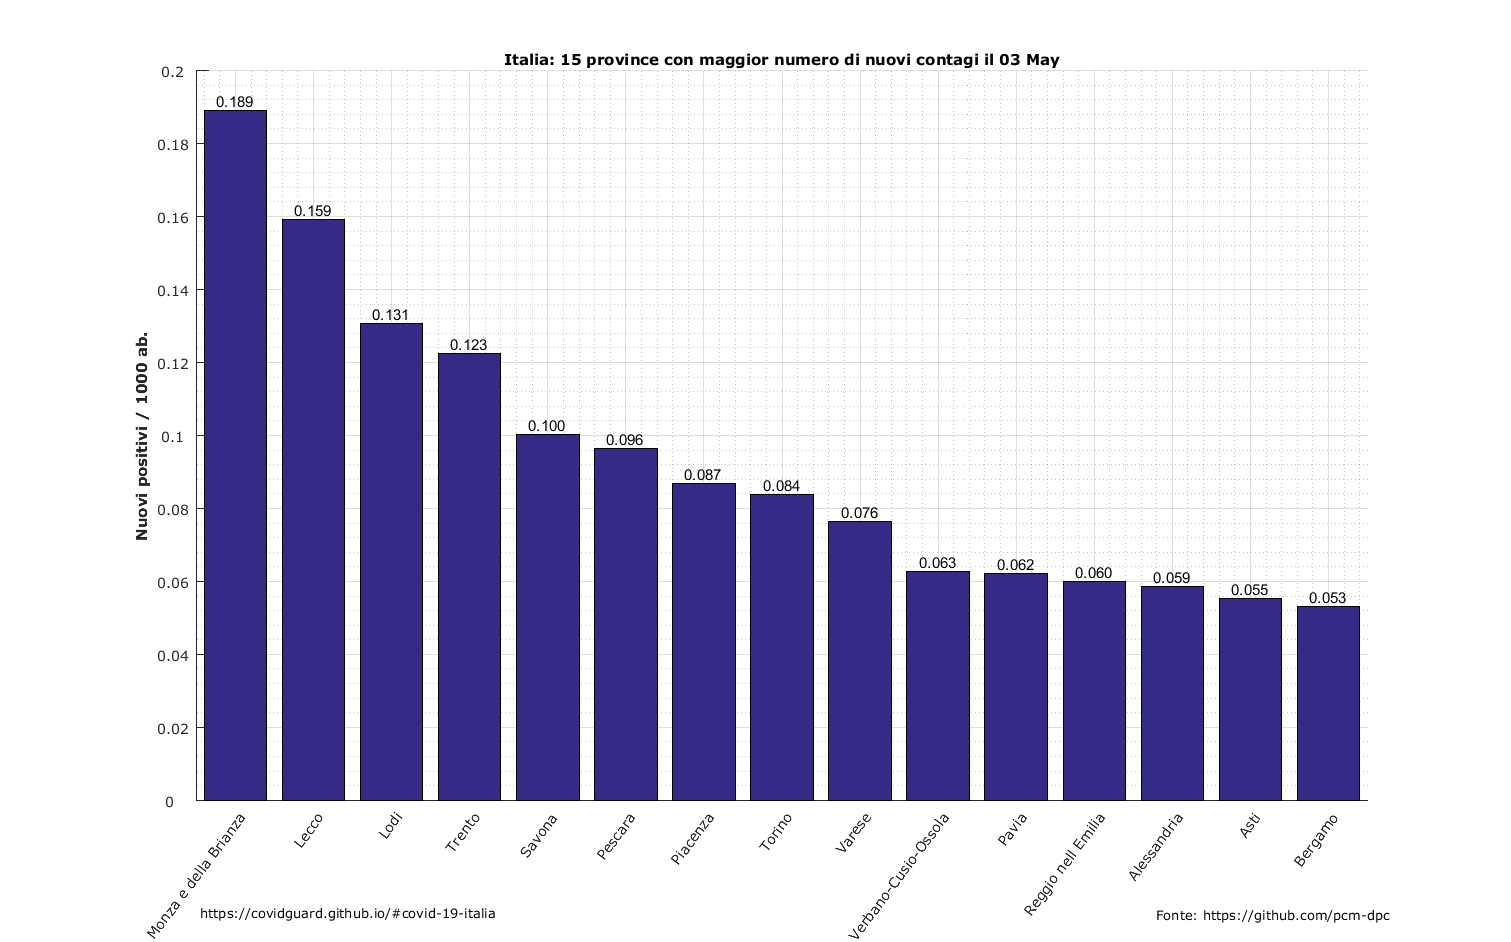 Italia: 15 province con maggior numero di nuovi contagi il 03 May
Nuovi positivi / 1000 ab.
0.2
0.18
0.16
0.14
0.12
0.1
0.08
0.06
0.04
0.02
0
0.189
0.159
0.131
0.123
0.100
0.096
0.087
0.084
0.076
0.063
0.062
0.060
0.059
0.055
0.053
Monza e della Brianza
Lecco
Lodi
Trento
Savona
Pescara
Piacenza
Torino
Varese
Verbano-Cusio-Ossola
Pavia
Reggio nell Emilia
Alessandria
Asti
Bergamo
https://covidguard.github.io/#covid-19-italia
Fonte: https://github.com/pcm-dpc